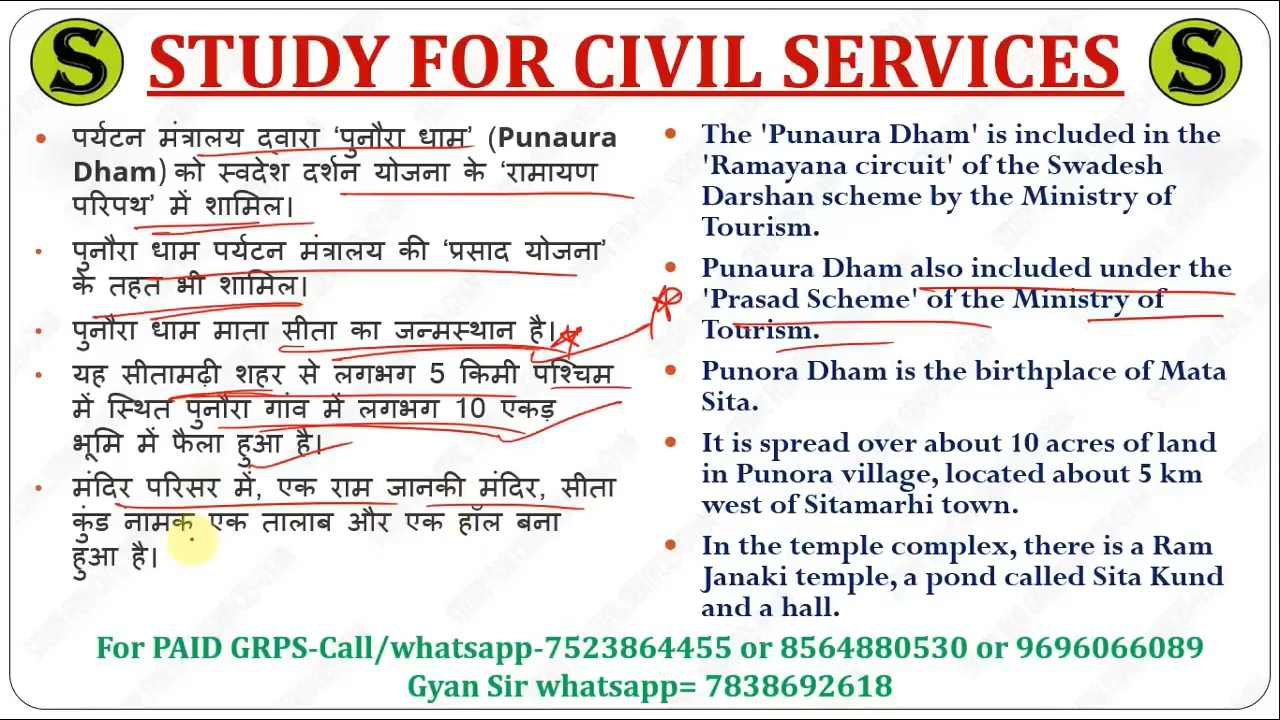 S
STUDY FOR CIVIL SERVICES
S
• पर्यटन मंत्रालय द्वारा 'पुनौरा धाम' (Punaura
Dham) को स्वदेश दर्शन योजना के 'रामायण
परिपथ' में शामिल।
• पुनौरा धाम पर्यटन मंत्रालय की 'प्रसाद योजना'
के तहत भी शामिल।
• पुनौरा धाम माता सीता का जन्मस्थान है।
• यह सीतामढ़ी शहर से लगभग 5 किमी पश्चिम
में स्थित पुनौरा गांव में लगभग 10 एकड़
भूमि में फैला हुआ है।
• मंदिर परिसर में, एक राम जानकी मंदिर, सीता
कुंड नामक एक तालाब और एक हॉल बना
हुआ है।
• The 'Punaura Dham' is included in the
'Ramayana circuit' of the Swadesh
Darshan scheme by the Ministry of
Tourism.
• Punaura Dham also included under the
'Prasad Scheme' of the Ministry of
Tourism.
• Punora Dham is the birthplace of Mata
Sita.
• It is spread over about 10 acres of land
in Punora village, located about 5 km
west of Sitamarhi town.
• In the temple complex, there is a Ram
Janaki temple, a pond called Sita Kund
and a hall.
For PAID GRPS-Call/whatsapp-7523864455 or 8564880530 or 9696066089
Gyan Sir whatsapp= 7838692618